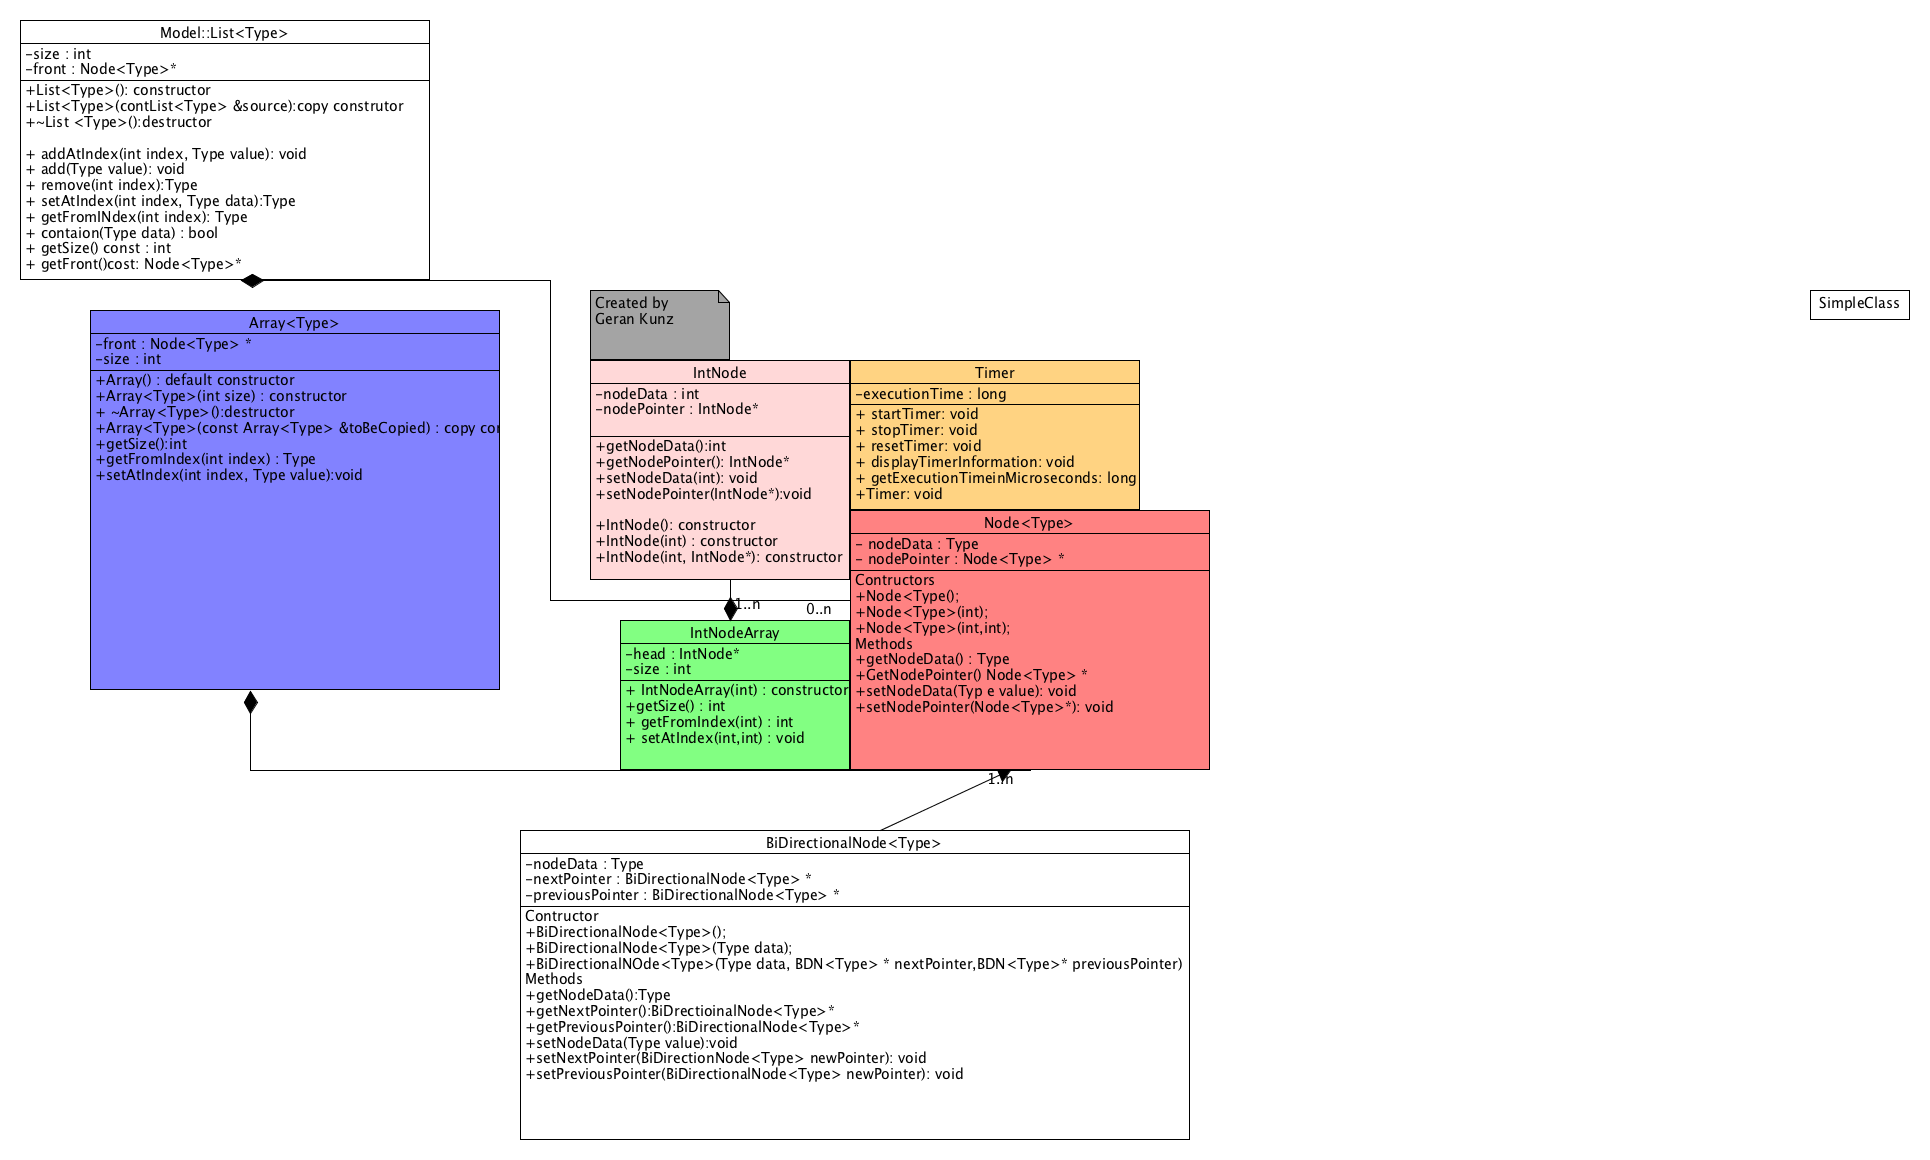 Model::List<Type>
-size : int
-front : Node<Type>*
+List<Type>(): constructor
+List<Type>(contList<Type> &source):copy construtor
+~List <Type>():destructor
+ addAtIndex(int index, Type value): void
+ add(Type value): void
+ remove(int index):Type
+ setAtIndex(int index, Type data):Type
+ getFromINdex(int index): Type
+ contaion(Type data) : bool
+ getSize() const : int
+ getFront()cost: Node<Type>*
Array<Type>
-front : Node<Type> *
-size : int
+Array() : default constructor
+Array<Type>(int size) : constructor
+ ~Array<Type>():destructor
+Array<Type>(const Array<Type> &toBeCopied) : copy con
+getSize():int
+getFromIndex(int index) : Type
+setAtIndex(int index, Type value):void
Created by
Geran Kunz
IntNode
-nodeData : int
-nodePointer : IntNode*
+getNodeData():int
+getNodePointer(): IntNode*
+setNodeData(int): void
+setNodePointer(IntNode*):void
+IntNode(): constructor
+IntNode(int) : constructor
+IntNode(int, IntNode*): constructor
Timer
-executionTime : long
+ startTimer: void
+ stopTimer: void
+ resetTimer: void
+ displayTimerInformation: void
+ getExecutionTimeinMicroseconds: long
+Timer: void
SimpleClass
1..n
0..n
IntNodeArray
-head : IntNode*
-size : int
+ IntNodeArray(int) : constructor
+getSize() : int
+ getFromIndex(int) : int
+ setAtIndex(int,int) : void
Node<Type>
- nodeData : Type
- nodePointer : Node<Type> *
Contructors
+Node<Type();
+Node<Type>(int);
+Node<Type>(int,int);
Methods
+getNodeData() : Type
+GetNodePointer() Node<Type> *
+setNodeData(Typ e value): void
+setNodePointer(Node<Type>*): void
1..n
BiDirectionalNode<Type>
-nodeData : Type
-nextPointer : BiDirectionalNode<Type> *
-previousPointer : BiDirectionalNode<Type> *
Contructor
+BiDirectionalNode<Type>();
+BiDirectionalNode<Type>(Type data);
+BiDirectionalNOde<Type>(Type data, BDN<Type> * nextPointer,BDN<Type>* previousPointer)
Methods
+getNodeData():Type
+getNextPointer():BiDrectioinalNode<Type>*
+getPreviousPointer():BiDirectionalNode<Type>*
+setNodeData(Type value):void
+setNextPointer(BiDirectionNode<Type> newPointer): void
+setPreviousPointer(BiDirectionalNode<Type> newPointer): void